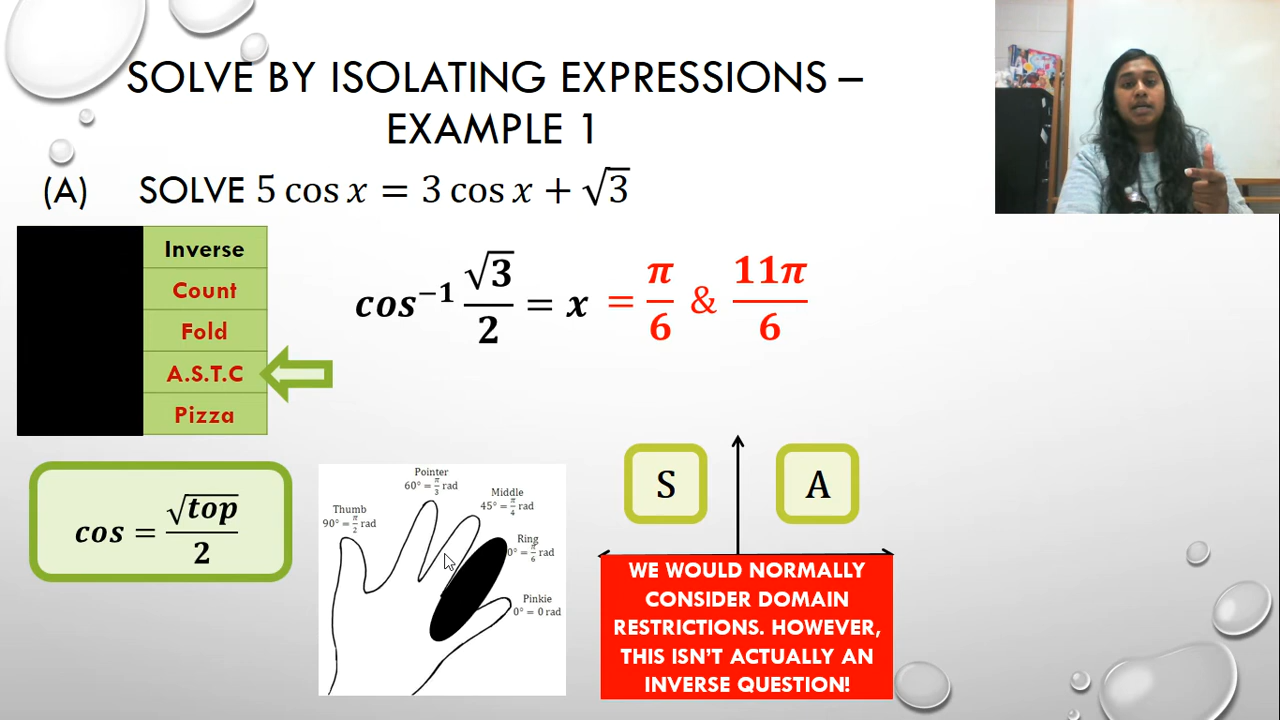 SOLVE BY ISOLATING EXPRESSIONS –
EXAMPLE 1
(A) SOLVE 5 cos x = 3 cos x + √3
Inverse
Count
Fold
A.S.T.C
Pizza
cos⁻¹ √3/2 = x = π/6 & 11π/6
cos = √top/2
Pointer
60° = π/3 rad
Middle
45° = π/4 rad
Thumb
90° = π/2 rad
Ring
0° = π/6 rad
Pinkie
0° = 0 rad
S
A
WE WOULD NORMALLY
CONSIDER DOMAIN
RESTRICTIONS. HOWEVER,
THIS ISN'T ACTUALLY AN
INVERSE QUESTION!